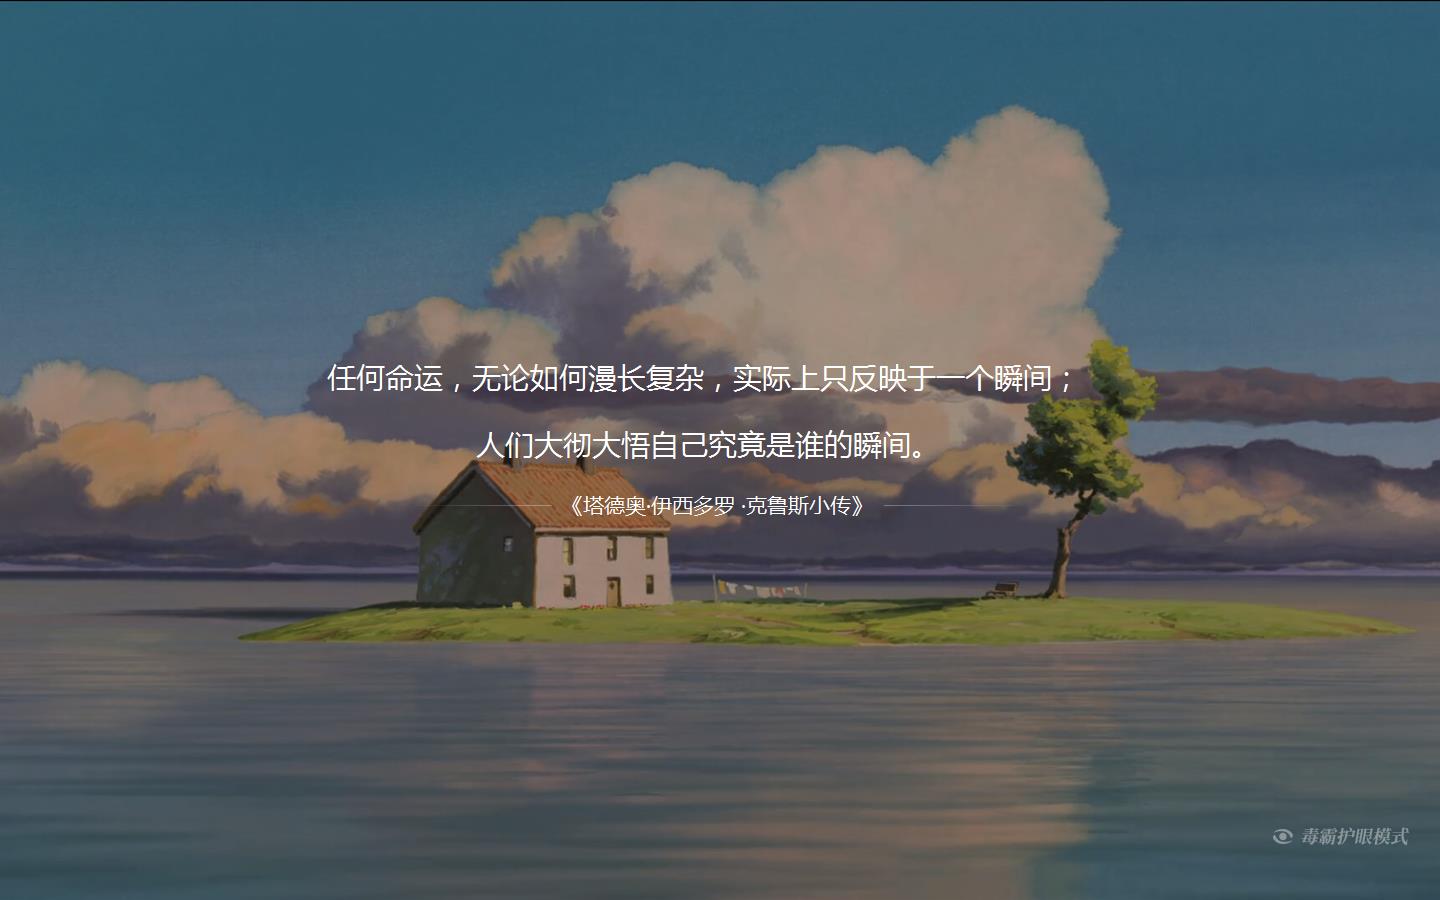 任何命运，无论如何漫长复杂，实际上只反映于一个瞬间；
人们大彻大悟自己究竟是谁的瞬间。
《塔德奥·伊西多罗 ·克鲁斯小传》
毒霸护眼模式